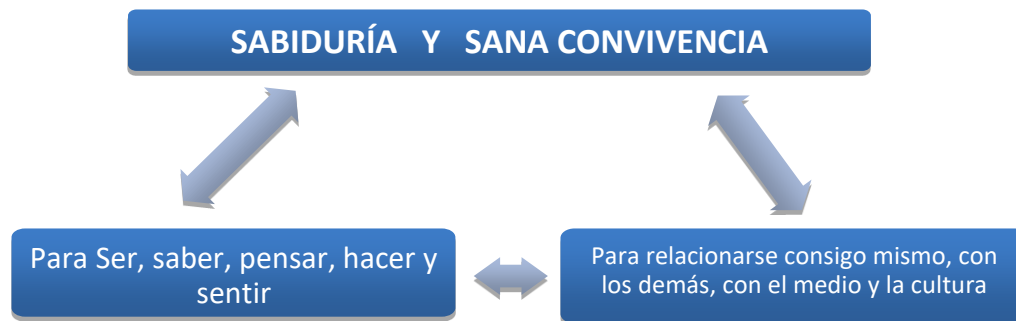 SABIDURÍA Y SANA CONVIVENCIA
Para Ser, saber, pensar, hacer y
sentir
Para relacionarse consigo mismo, con
los demás, con el medio y la cultura